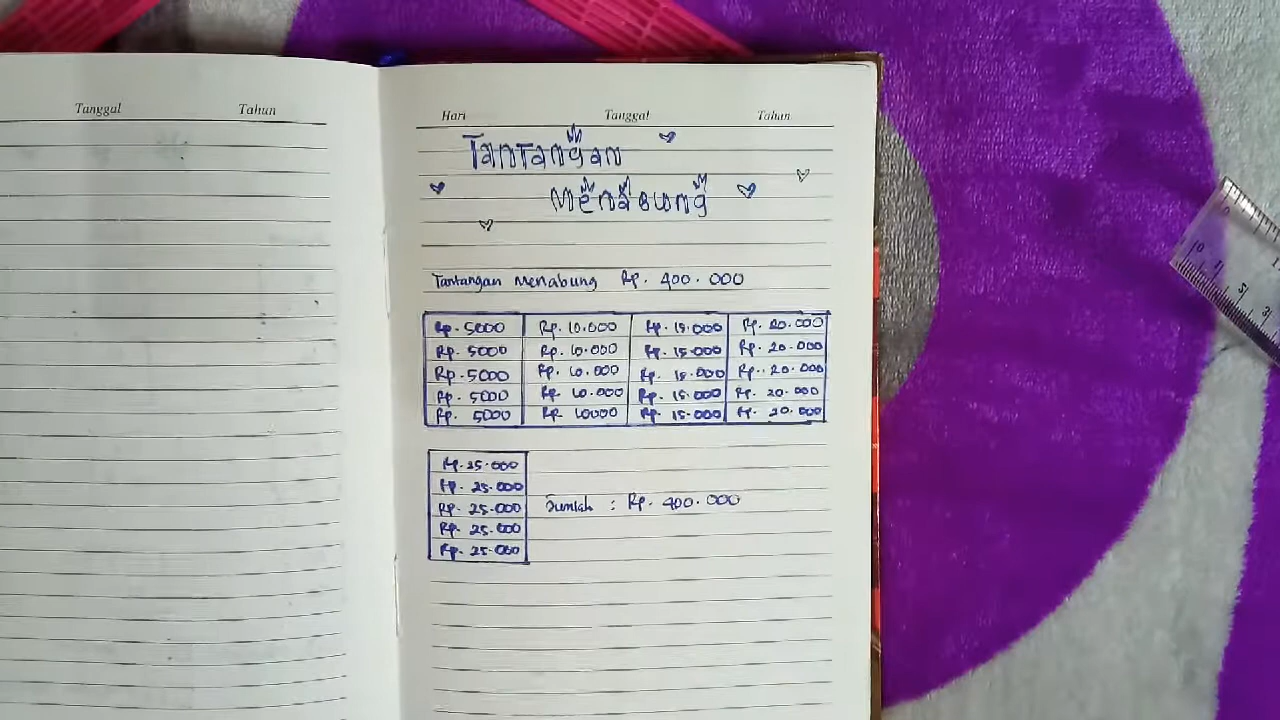 Tanggal Tahun
Hari Tanggal Tahun
Tantangan
Menabung
Tantangan Menabung Rp. 400.000
Rp. 5000 Rp. 10.000 Rp. 15.000 Rp. 20.000
Rp. 5000 Rp. 10.000 Rp. 15.000 Rp. 20.000
Rp. 5000 Rp. 10.000 Rp. 15.000 Rp. 20.000
Rp. 5000 Rp. 10.000 Rp. 15.000 Rp. 20.000
Rp. 5000 Rp 10000 Rp. 15.000 Rp. 20.000
Rp. 25.000
Rp. 25.000
Rp. 25.000
Rp. 25.000
Rp. 25.000
Jumlah : Rp. 400.000